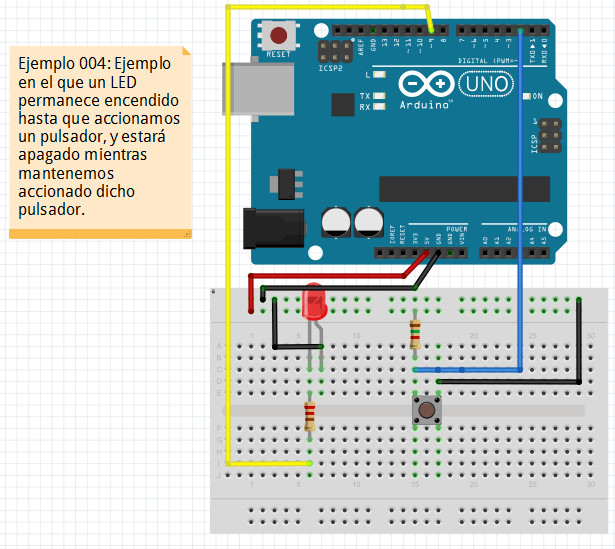 Ejemplo 004: Ejemplo
en el que un LED
permanece encendido
hasta que accionamos
un pulsador, y estará
apagado mientras
mantenemos
accionado dicho
pulsador.
RESET
ICSP2
AREF
GND
13
12
~11
~10
~9
8
7
~6
~5
4
~3
2
TX▶1
RX◀0
DIGITAL (PWM~)
L
TX
RX
Arduino™
UNO
ON
1
ICSP
IOREF
RESET
3V3
5V
GND
GND
VIN
POWER
A0
A1
A2
A4
A5
ANALOG IN
1 5 10 15 20 25 30
A
B
C
D
E
F
G
H
I
J
1 5 10 15 20 25 30